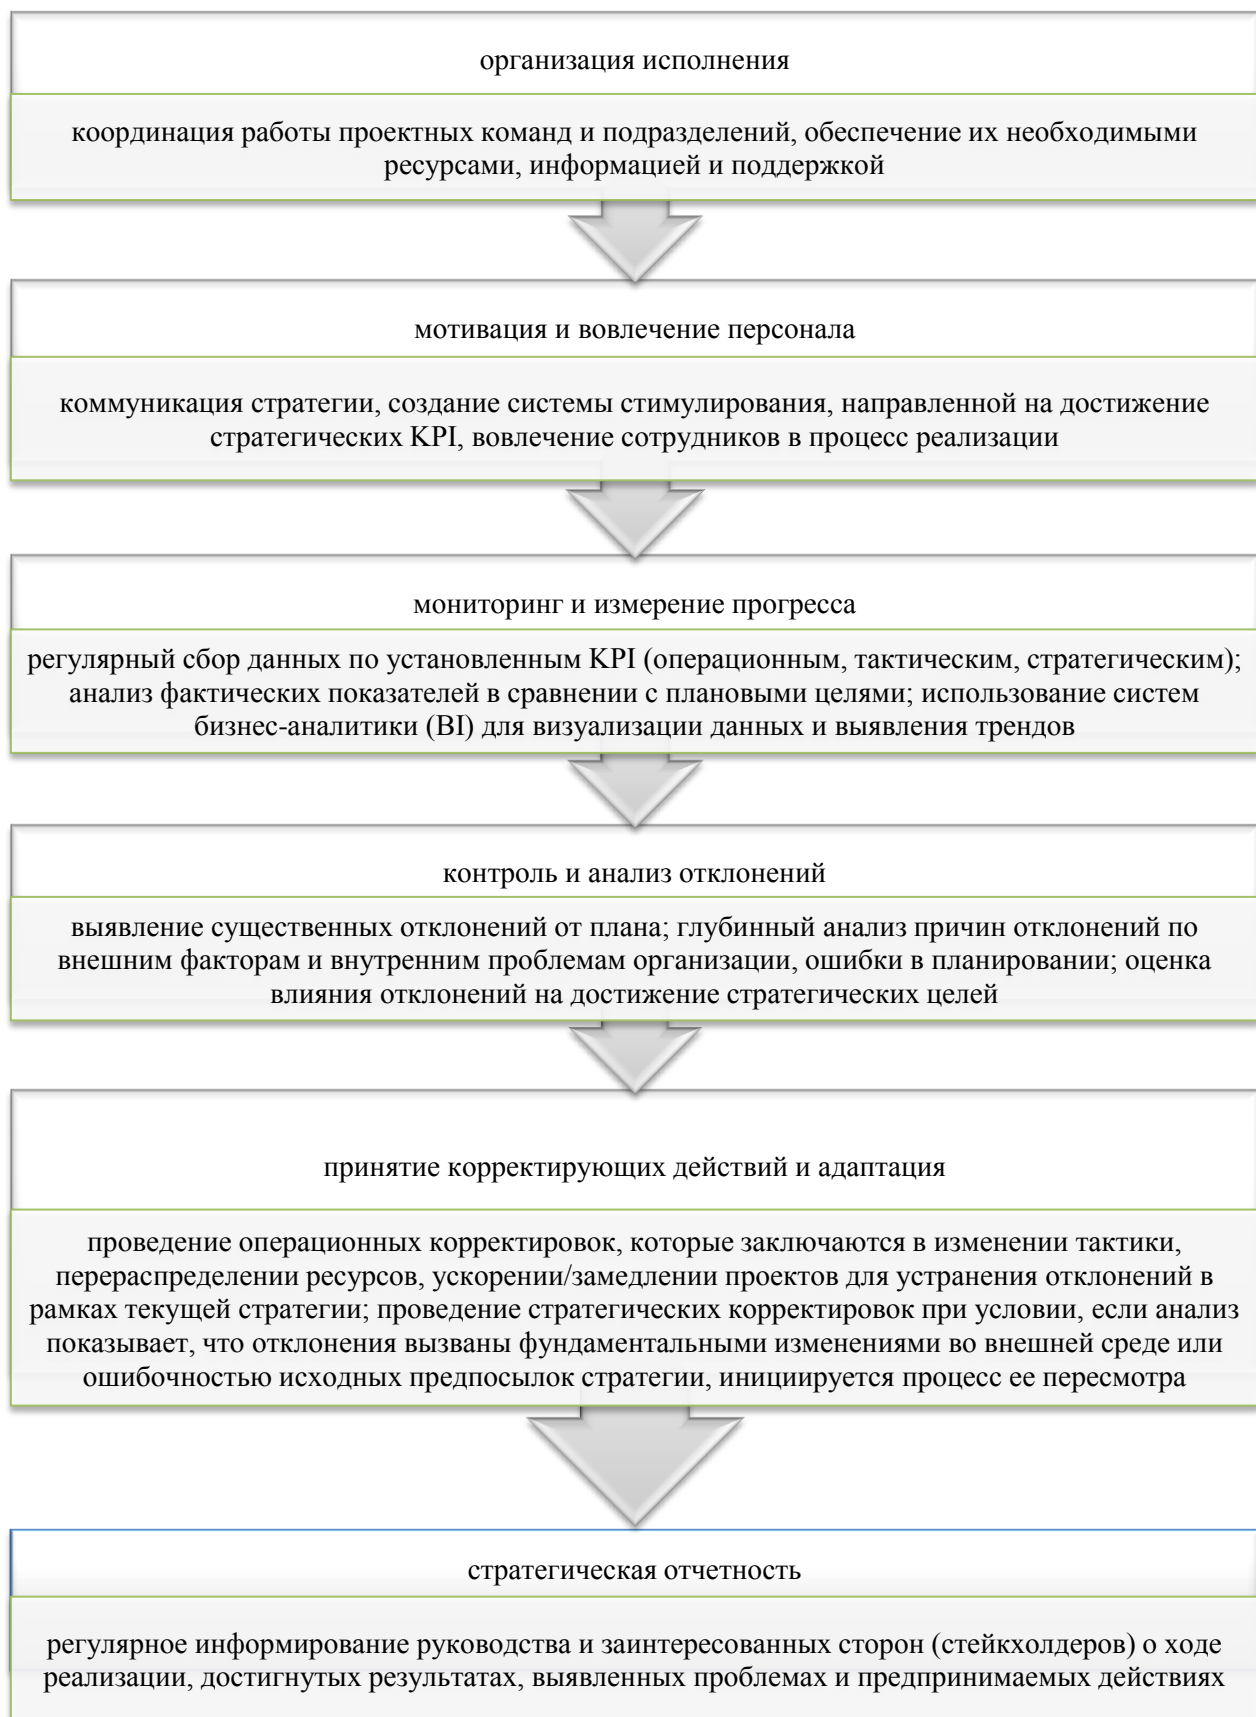 организация исполнения
координация работы проектных команд и подразделений, обеспечение их необходимыми
ресурсами, информацией и поддержкой
мотивация и вовлечение персонала
коммуникация стратегии, создание системы стимулирования, направленной на достижение
стратегических KPI, вовлечение сотрудников в процесс реализации
мониторинг и измерение прогресса
регулярный сбор данных по установленным KPI (операционным, тактическим, стратегическим);
анализ фактических показателей в сравнении с плановыми целями; использование систем
бизнес-аналитики (BI) для визуализации данных и выявления трендов
контроль и анализ отклонений
выявление существенных отклонений от плана; глубинный анализ причин отклонений по
внешним факторам и внутренним проблемам организации, ошибки в планировании; оценка
влияния отклонений на достижение стратегических целей
принятие корректирующих действий и адаптация
проведение операционных корректировок, которые заключаются в изменении тактики,
перераспределении ресурсов, ускорении/замедлении проектов для устранения отклонений в
рамках текущей стратегии; проведение стратегических корректировок при условии, если анализ
показывает, что отклонения вызваны фундаментальными изменениями во внешней среде или
ошибочностью исходных предпосылок стратегии, инициируется процесс ее пересмотра
стратегическая отчетность
регулярное информирование руководства и заинтересованных сторон (стейкхолдеров) о ходе
реализации, достигнутых результатах, выявленных проблемах и предпринимаемых действиях